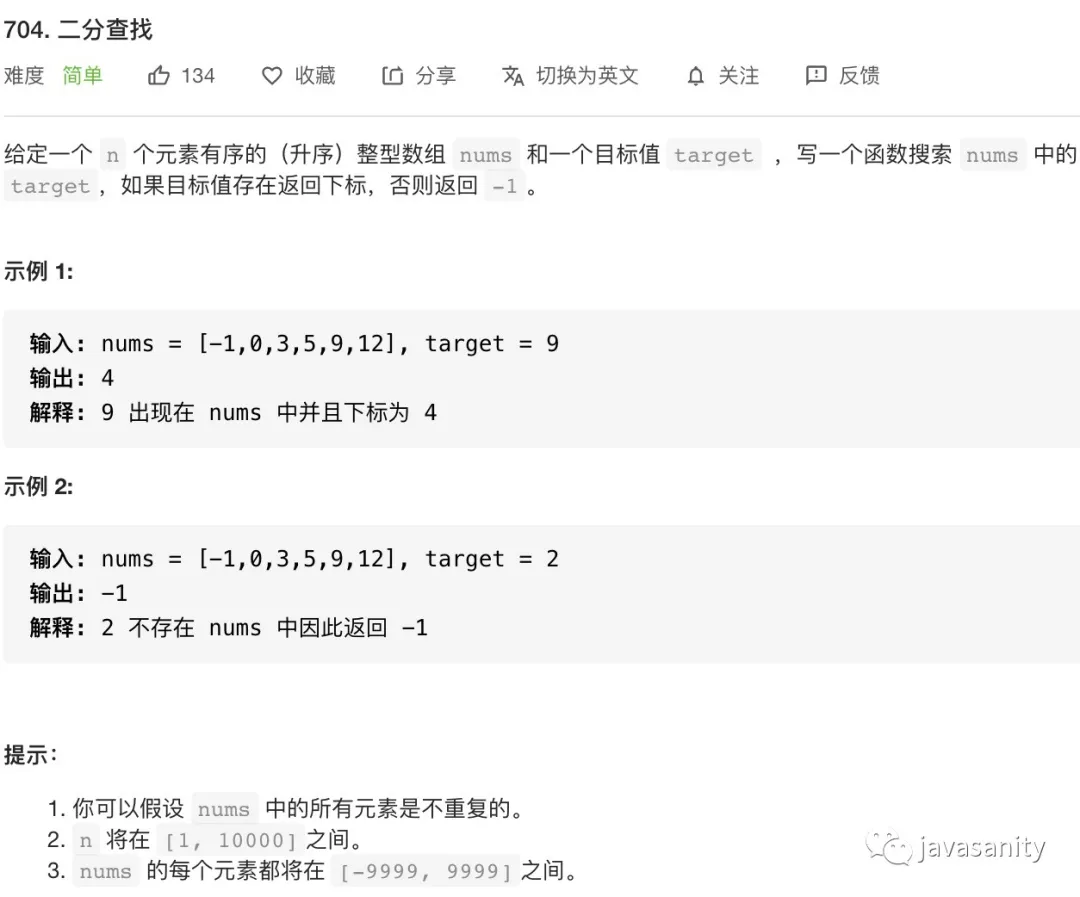 704. 二分查找
难度 简单 134 收藏 分享 切换为英文 关注 反馈
给定一个 n 个元素有序的（升序）整型数组 nums 和一个目标值 target ，写一个函数搜索 nums 中的
target，如果目标值存在返回下标，否则返回 -1。
示例 1:
输入: nums = [-1,0,3,5,9,12], target = 9
输出: 4
解释: 9 出现在 nums 中并且下标为 4
示例 2:
输入: nums = [-1,0,3,5,9,12], target = 2
输出: -1
解释: 2 不存在 nums 中因此返回 -1
提示：
1. 你可以假设 nums 中的所有元素是不重复的。
2. n 将在 [1, 10000]之间。
3. nums 的每个元素都将在 [-9999, 9999]之间。
javasanity